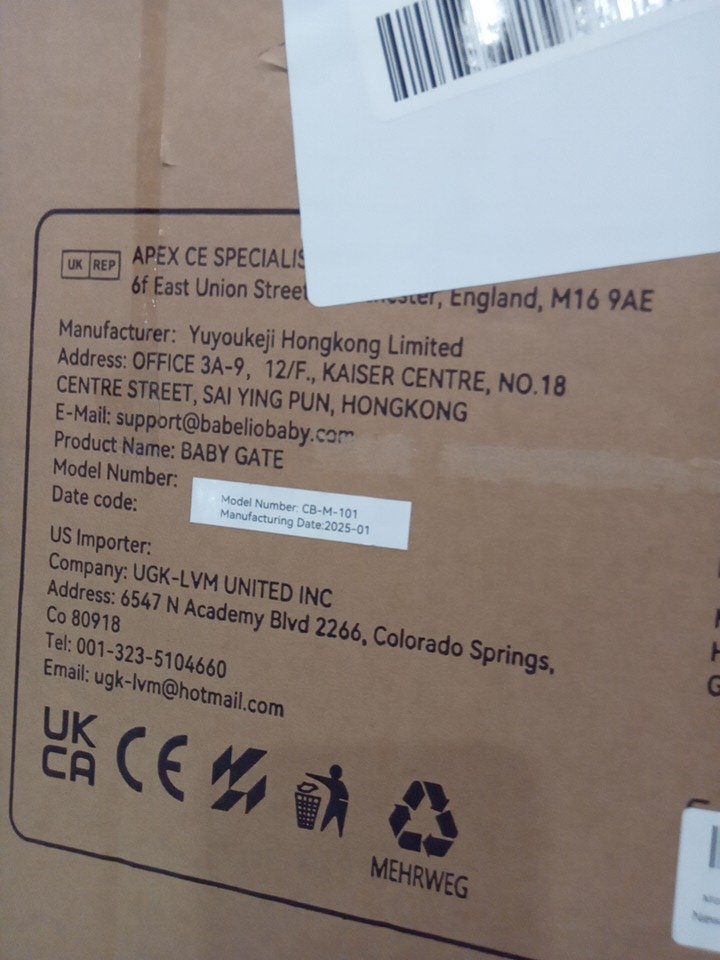 UK REP
APEX CE
6f East Union Street England, M16 9AE
Manufacturer: Yuyoukeji Hongkong Limited
Address: OFFICE 3A-9, 12/F., KAISER CENTRE, NO.18
CENTRE STREET, SAI YING PUN, HONGKONG
E-Mail: support@babeliobaby.com
Product Name: BABY GATE
Model Number:
Date code:
Model Number: CB-M-101
Manufacturing Date:2025-01
US Importer:
Company: UGK-LVM UNITED INC
Address: 6547 N Academy Blvd 2266, Colorado Springs,
Co 80918
Tel: 001-323-5104660
Email: ugk-lvm@hotmail.com
UK
CA CE
MEHRWEG